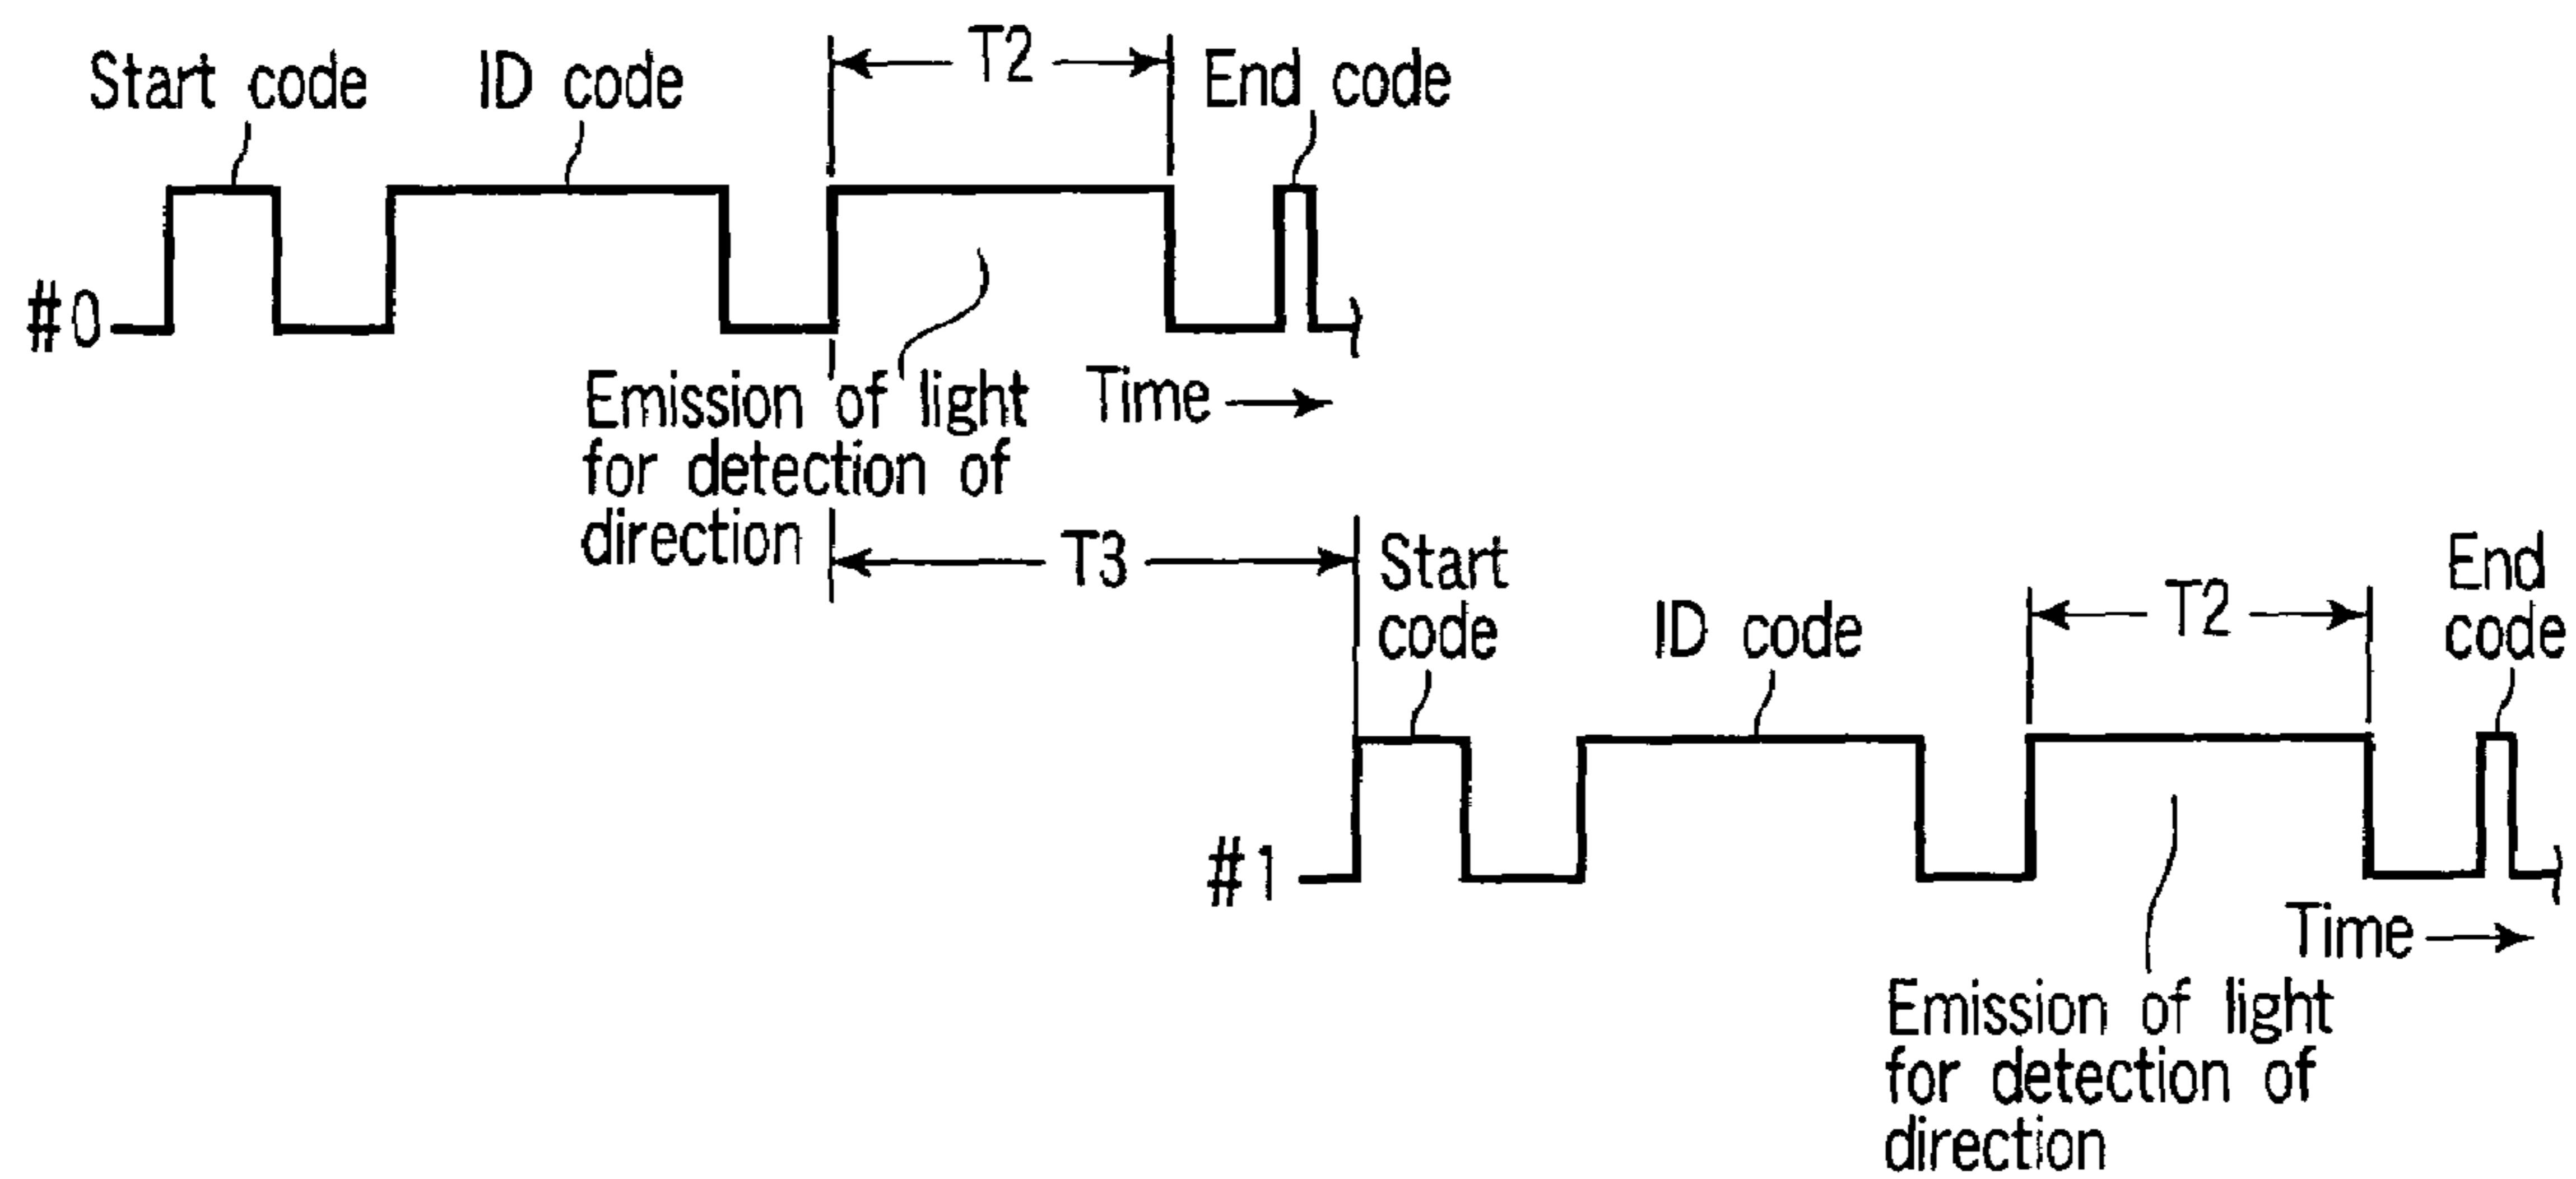 Start code
ID code
T2
End code
#0
Emission of light
for detection of
direction
Time
T3
Start
code
ID code
T2
End
code
#1
Time
Emission of light
for detection of
direction